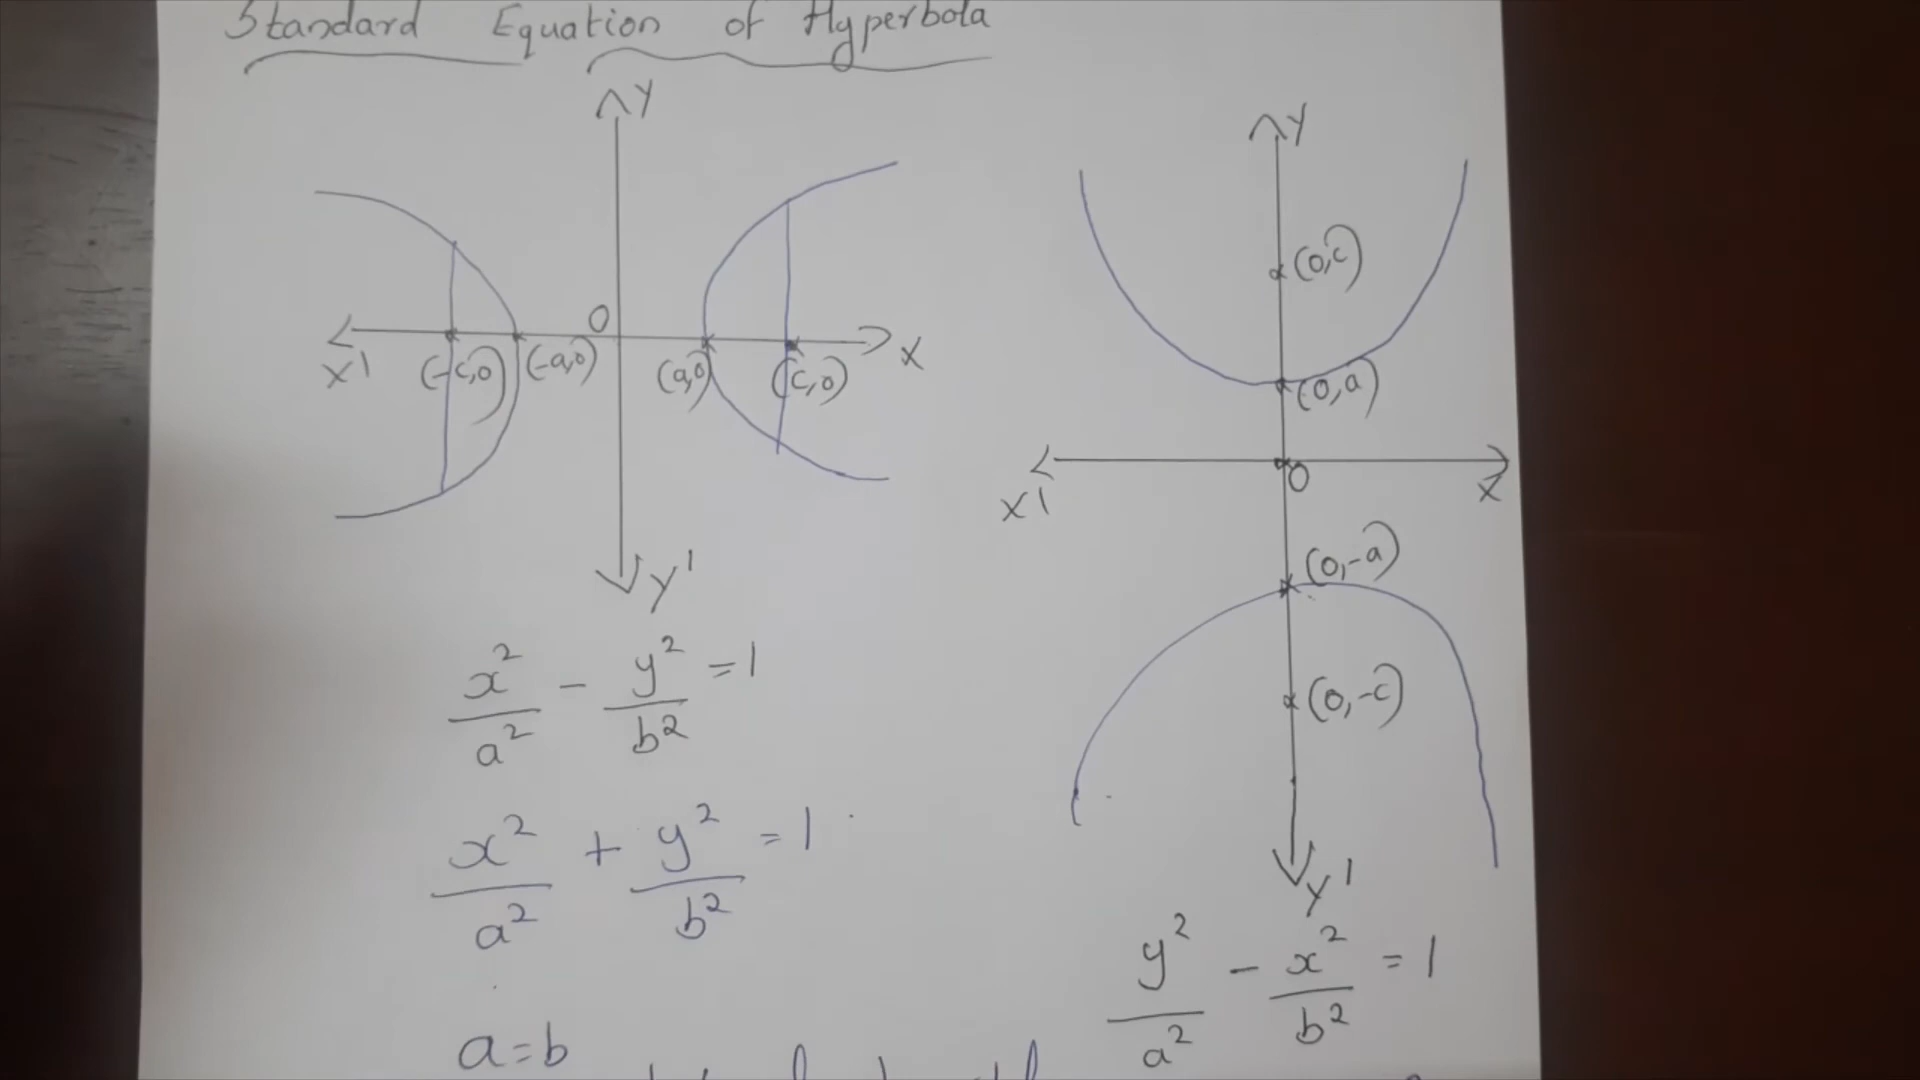 Standard Equation of Hyperbola
Y
X'
(-c,0)
(-a,0)
O
(a,0)
(c,0)
X
Y'
x²/a² - y²/b² = 1
x²/a² + y²/b² = 1
a=b
Y
(0,c)
(0,a)
X'
O
X
(0,-a)
(0,-c)
Y'
y²/a² - x²/b² = 1